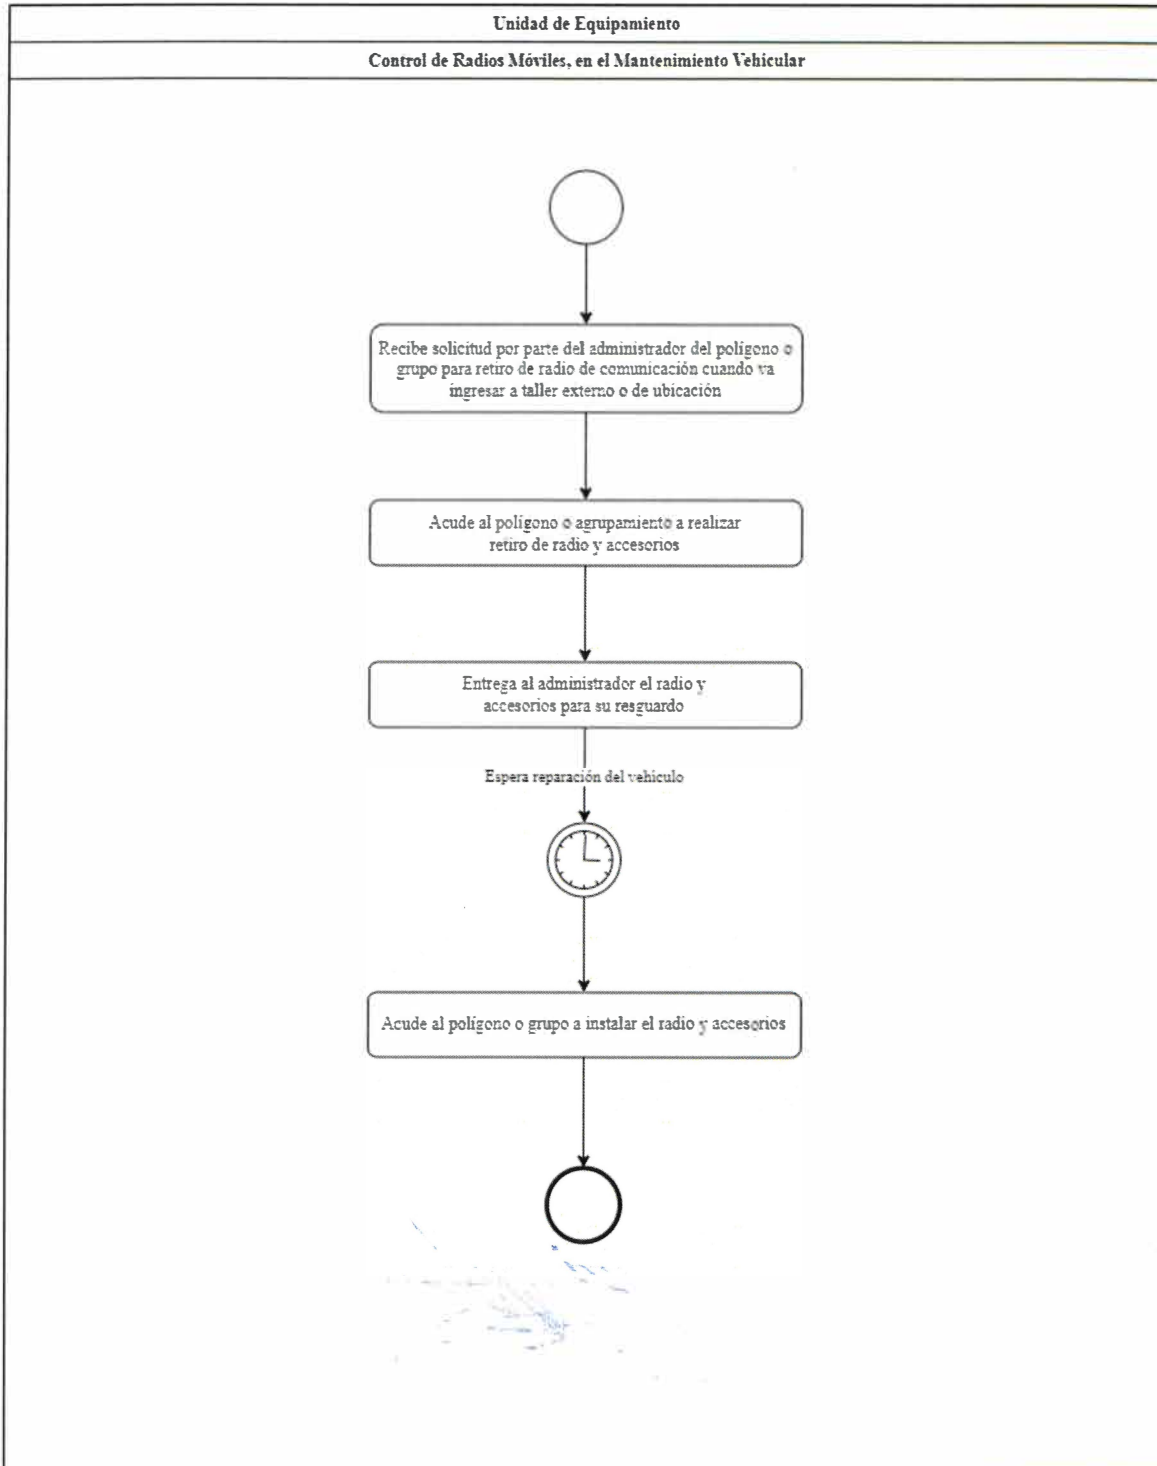 Unidad de Equipamiento
Control de Radios Móviles, en el Mantenimiento Vehicular
Recibe solicitud por parte del administrador del polígono o
grupo para retiro de radio de comunicación cuando va
ingresar a taller externo o de ubicación
Acude al polígono o agrupamiento a realizar
retiro de radio y accesorios
Entrega al administrador el radio y
accesorios para su resguardo
Espera reparación del vehículo
Acude al polígono o grupo a instalar el radio y accesorios